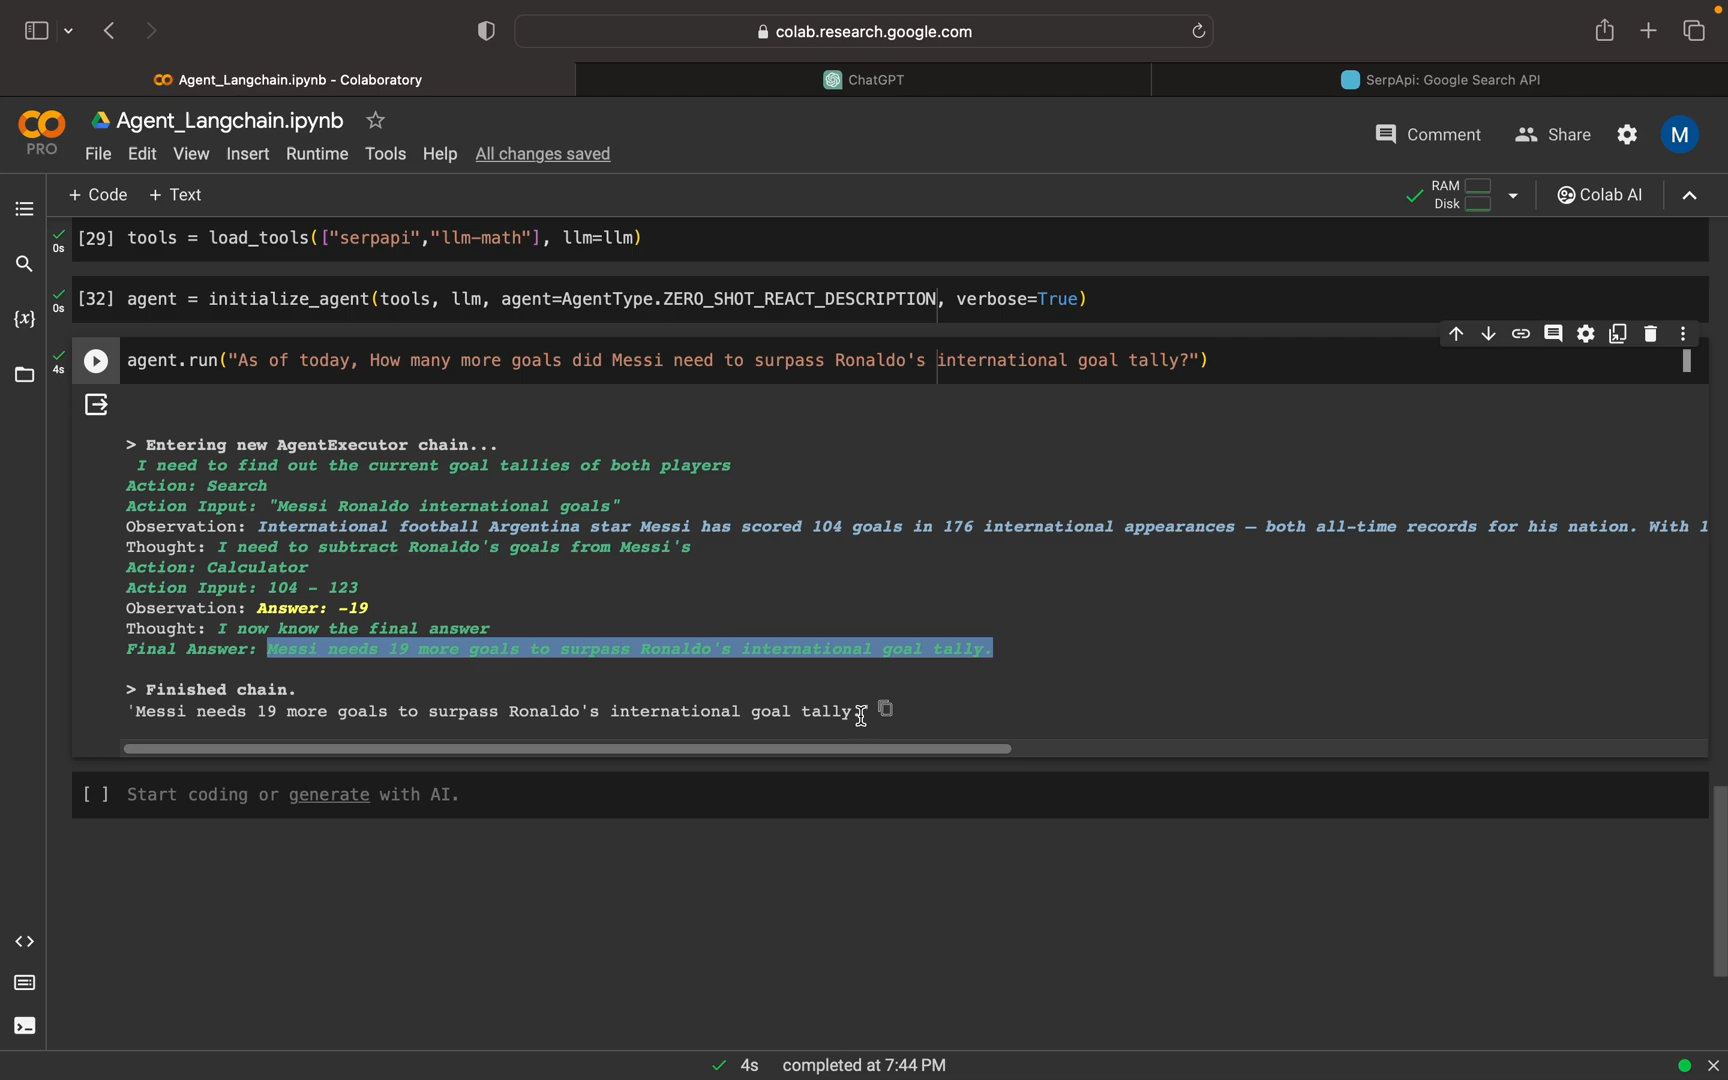 colab.research.google.com
Agent_Langchain.ipynb - Colaboratory
ChatGPT
SerpApi: Google Search API
PRO
Agent_Langchain.ipynb
Comment
Share
M
File Edit View Insert Runtime Tools Help All changes saved
+ Code + Text
RAM
Disk
Colab AI
0s
[29] tools = load_tools(["serpapi","llm-math"], llm=llm)
{x}
0s
[32] agent = initialize_agent(tools, llm, agent=AgentType.ZERO_SHOT_REACT_DESCRIPTION, verbose=True)
4s
agent.run("As of today, How many more goals did Messi need to surpass Ronaldo's international goal tally?")
> Entering new AgentExecutor chain...
I need to find out the current goal tallies of both players
Action: Search
Action Input: "Messi Ronaldo international goals"
Observation: International football Argentina star Messi has scored 104 goals in 176 international appearances — both all-time records for his nation. With 1
Thought: I need to subtract Ronaldo's goals from Messi's
Action: Calculator
Action Input: 104 - 123
Observation: Answer: -19
Thought: I now know the final answer
Final Answer: Messi needs 19 more goals to surpass Ronaldo's international goal tally.
> Finished chain.
'Messi needs 19 more goals to surpass Ronaldo's international goal tally
[ ] Start coding or generate with AI.
4s completed at 7:44 PM